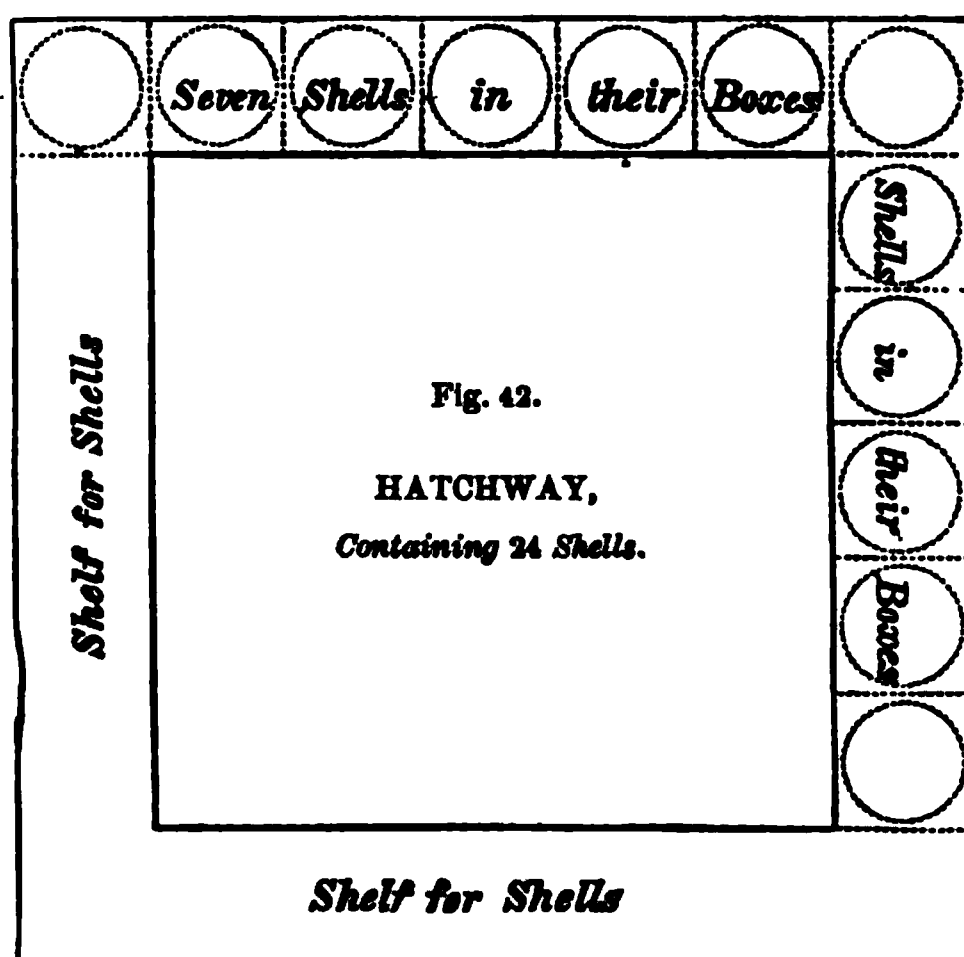 Seven Shells in their Boxes
Shells in their Boxes
Shelf for Shells
Fig. 42.
HATCHWAY,
Containing 24 Shells.
Shelf for Shells